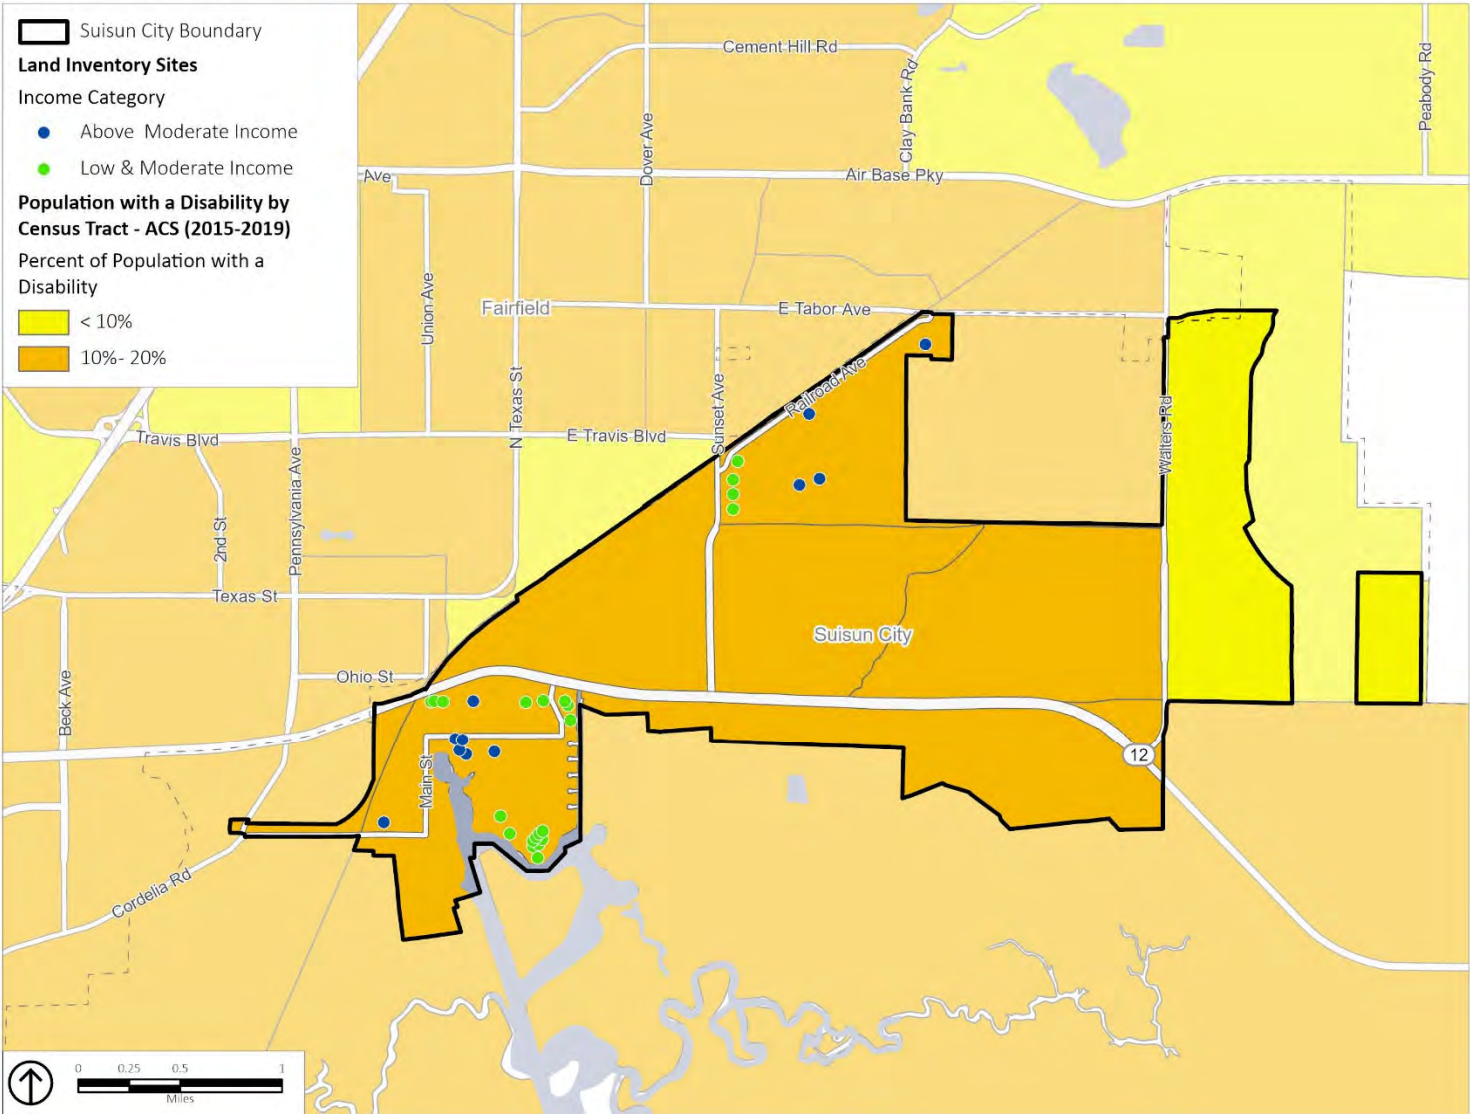 Suisun City Boundary
Land Inventory Sites
Income Category
Above Moderate Income
Low & Moderate Income
Population with a Disability by
Census Tract - ACS (2015-2019)
Percent of Population with a
Disability
< 10%
10%- 20%
Cement Hill Rd
Clay Bank Rd
Peabody Rd
Dover Ave
Ave
Air Base Pky
Union Ave
Fairfield
E Tabor Ave
N Texas St
Sunset Ave
Railroad Ave
Walters Rd
Travis Blvd
E Travis Blvd
Pennsylvania Ave
2nd St
Texas St
Suisun City
Ohio St
Beck Ave
Main St
12
Cordelia Rd
0 0.25 0.5 1
Miles